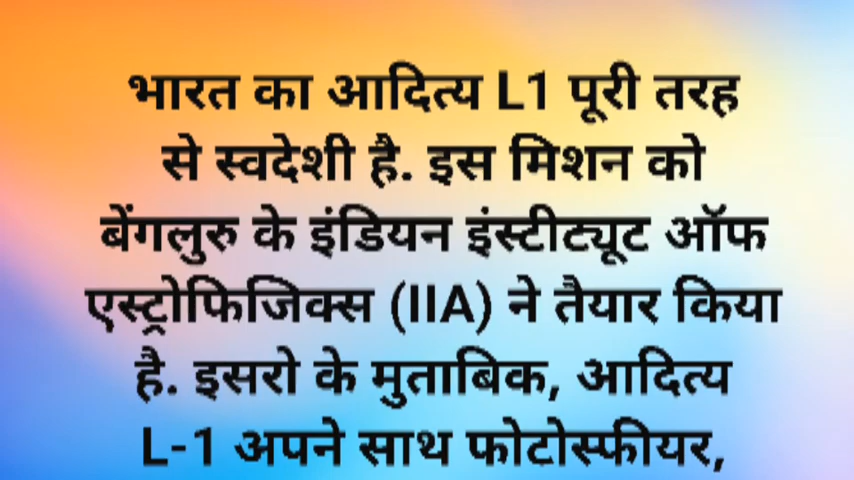 भारत का आदित्य L1 पूरी तरह
से स्वदेशी है. इस मिशन को
बेंगलुरु के इंडियन इंस्टीट्यूट ऑफ
एस्ट्रोफिजिक्स (IIA) ने तैयार किया
है. इसरो के मुताबिक, आदित्य
L-1 अपने साथ फोटोस्फीयर,